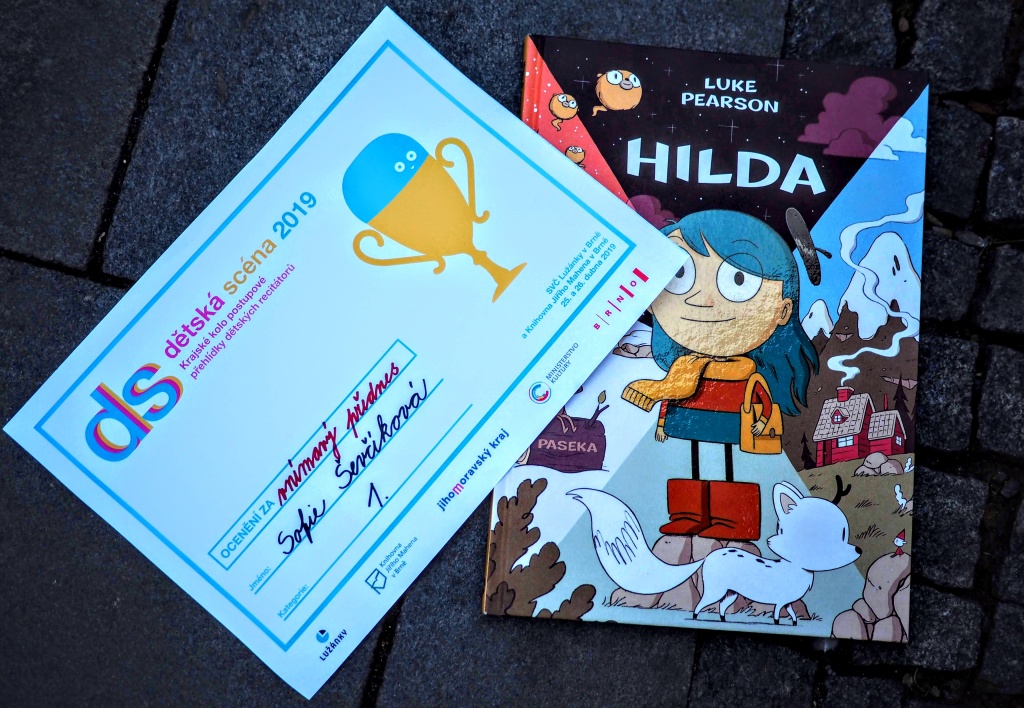 ds
dětská scéna 2019
Krajské kolo postupové
přehlídky dětských recitátorů
SVČ Lužánky v Brně
a Knihovna Jiřího Mahena v Brně
25. a 26. dubna 2019
OCENĚNÍ ZA vnímavý přednes
Jméno: Sofie Ševčíková
Kategorie: 1.
LUŽÁNKY
Knihovna
Jiřího Mahena
v Brně
jihomoravský kraj
MINISTERSTVO
KULTURY
BRNO
LUKE
PEARSON
HILDA
PASEKA